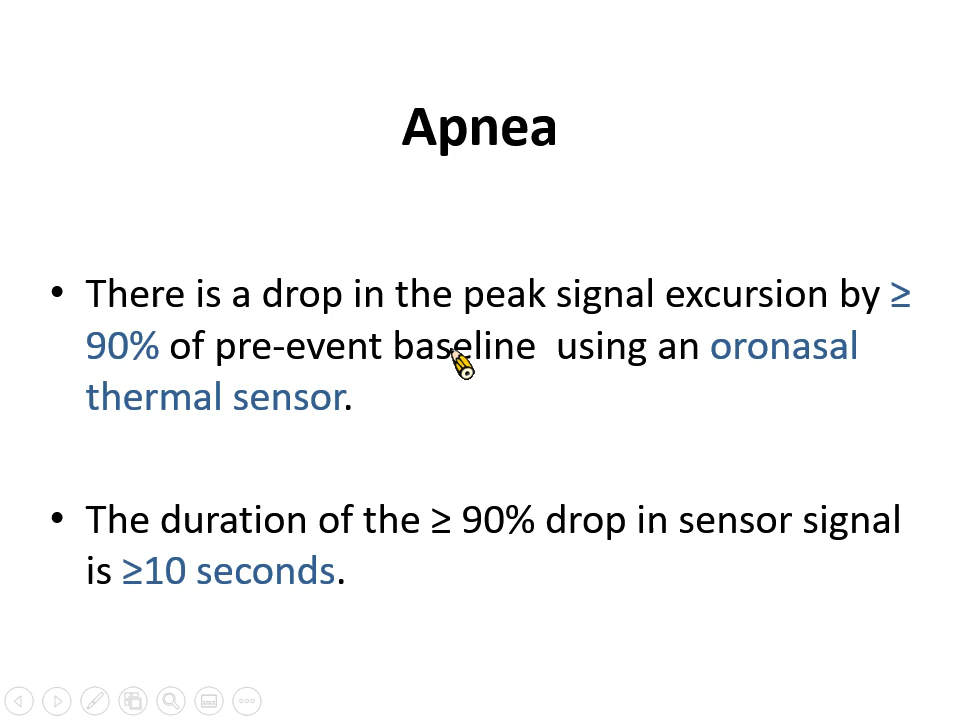 Apnea
• There is a drop in the peak signal excursion by ≥
90% of pre-event baseline  using an oronasal
thermal sensor.
• The duration of the ≥ 90% drop in sensor signal
is ≥10 seconds.